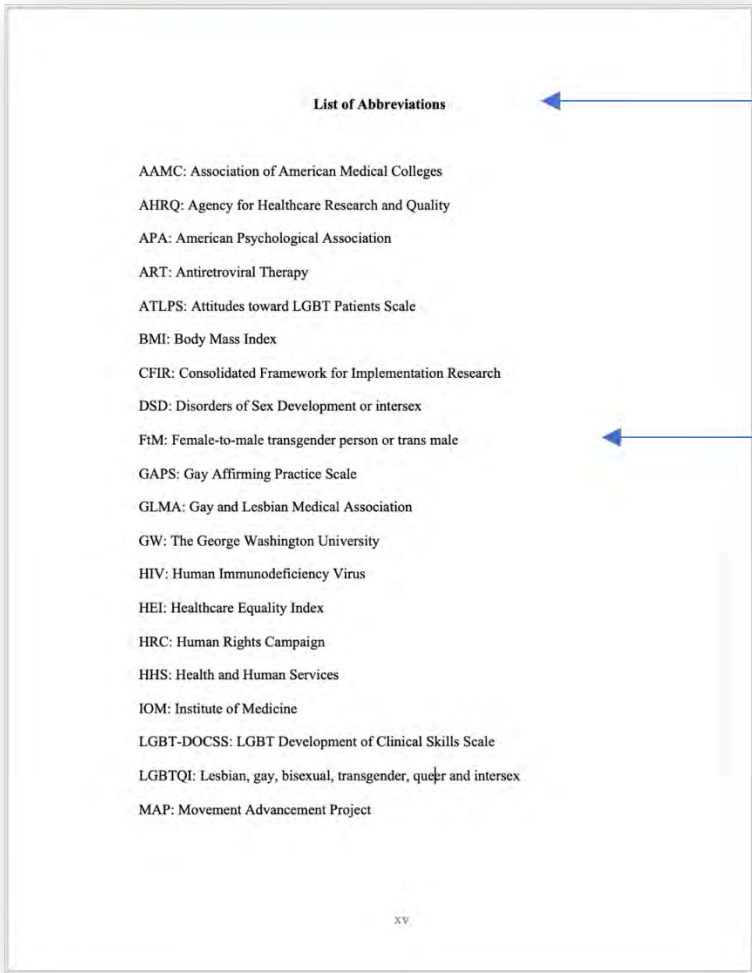 List of Abbreviations
AAMC: Association of American Medical Colleges
AHRQ: Agency for Healthcare Research and Quality
APA: American Psychological Association
ART: Antiretroviral Therapy
ATLPS: Attitudes toward LGBT Patients Scale
BMI: Body Mass Index
CFIR: Consolidated Framework for Implementation Research
DSD: Disorders of Sex Development or intersex
FtM: Female-to-male transgender person or trans male
GAPS: Gay Affirming Practice Scale
GLMA: Gay and Lesbian Medical Association
GW: The George Washington University
HIV: Human Immunodeficiency Virus
HEI: Healthcare Equality Index
HRC: Human Rights Campaign
HHS: Health and Human Services
IOM: Institute of Medicine
LGBT-DOCSS: LGBT Development of Clinical Skills Scale
LGBTQI: Lesbian, gay, bisexual, transgender, queer and intersex
MAP: Movement Advancement Project
xv